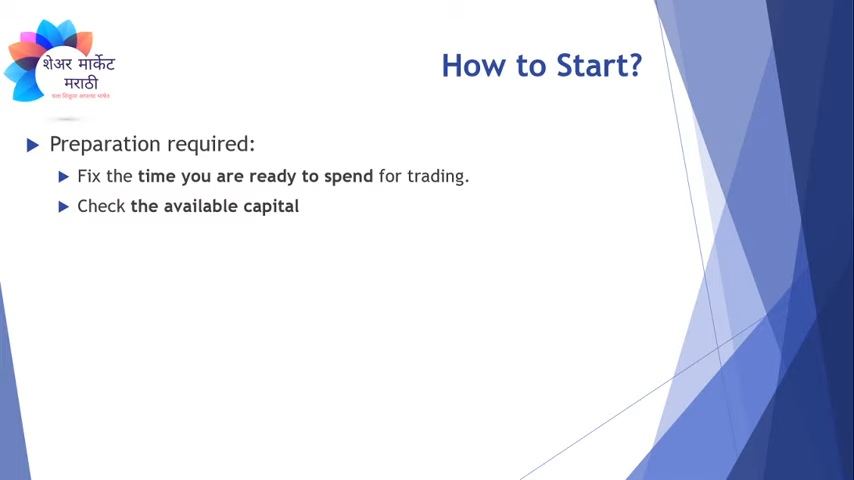 शेअर मार्केट
मराठी
How to Start?
Preparation required:
Fix the time you are ready to spend for trading.
Check the available capital